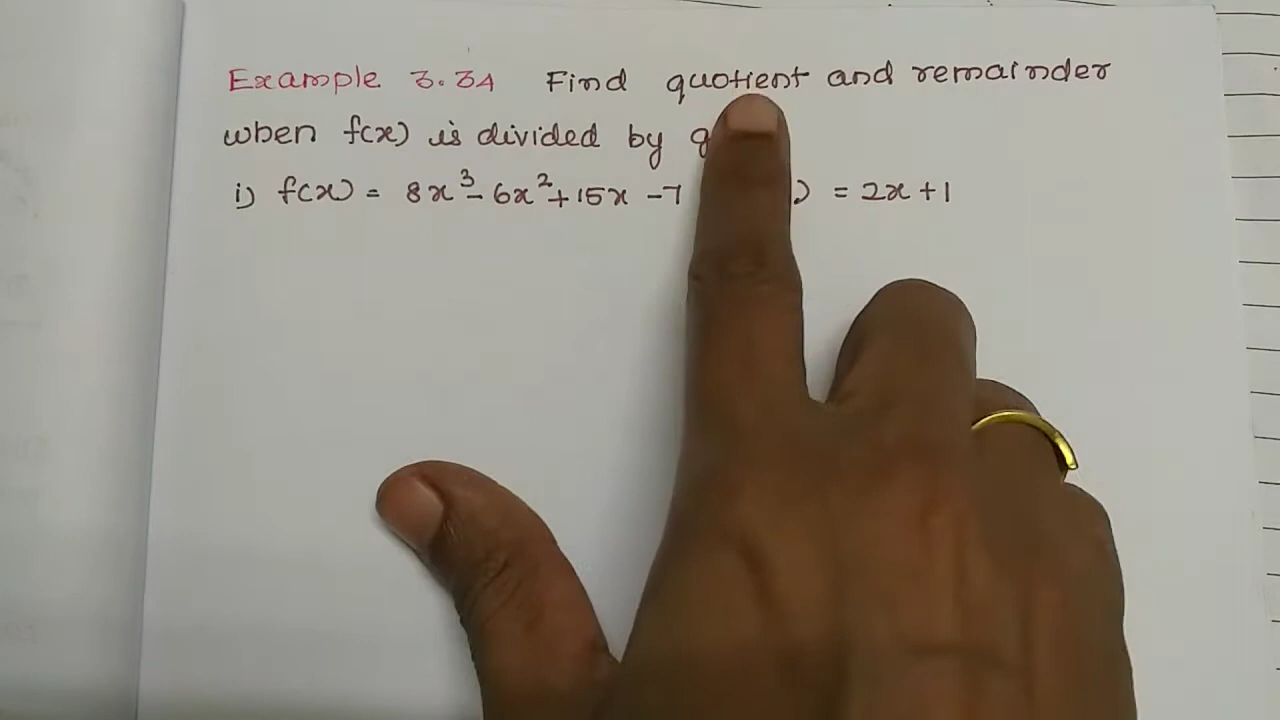 Example 3.34 Find quotient and remainder
when f(x) is divided by g
i) f(x) = 8x³- 6x²+15x -7 ) = 2x+1